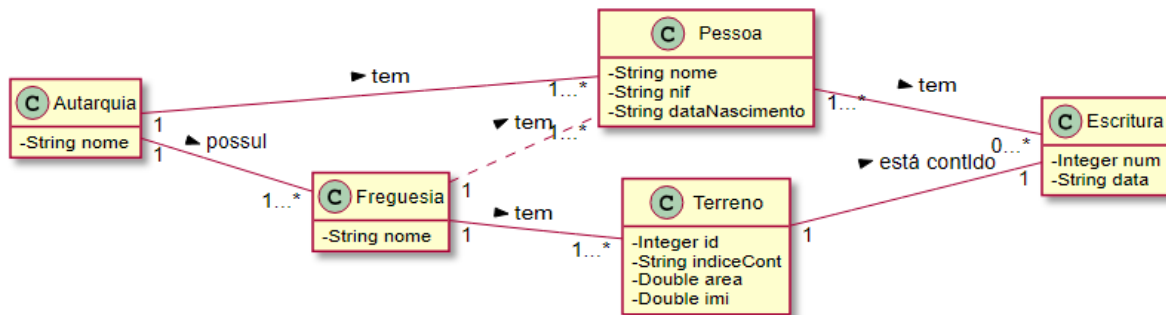 C Autarquia
-String nome
1
1
tem
1...*
possui
1...*
C Pessoa
-String nome
-String nif
-String dataNascimento
tem
1...*
1
C Freguesia
-String nome
1
tem
1...*
C Terreno
-Integer id
-String indiceCont
-Double area
-Double imi
1...*
tem
0...*
está contido
1
1
C Escritura
-Integer num
-String data